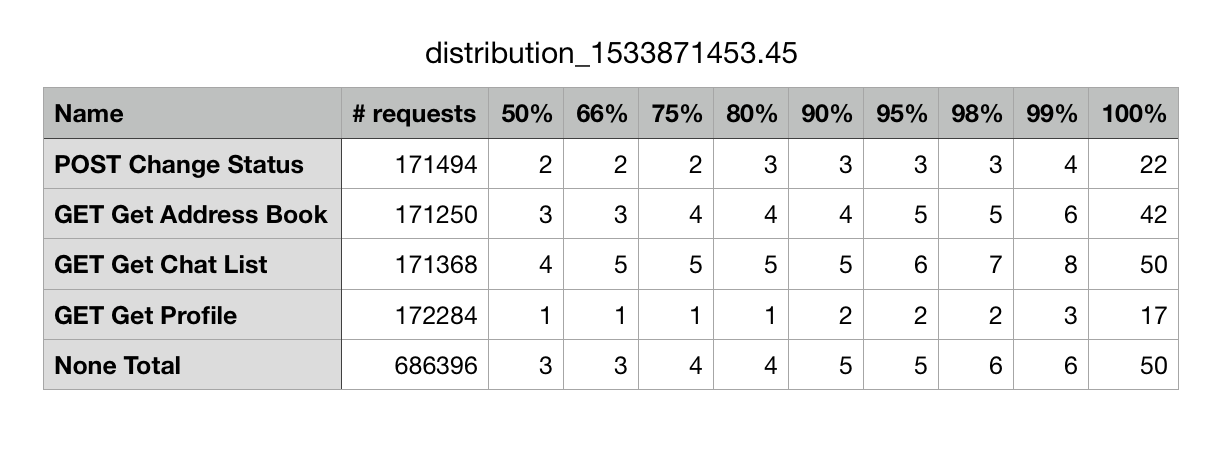 distribution_1533871453.45
Name # requests 50% 66% 75% 80% 90% 95% 98% 99% 100%
POST Change Status 171494 2 2 2 3 3 3 3 4 22
GET Get Address Book 171250 3 3 4 4 4 5 5 6 42
GET Get Chat List 171368 4 5 5 5 5 6 7 8 50
GET Get Profile 172284 1 1 1 1 2 2 2 3 17
None Total 686396 3 3 4 4 5 5 6 6 50